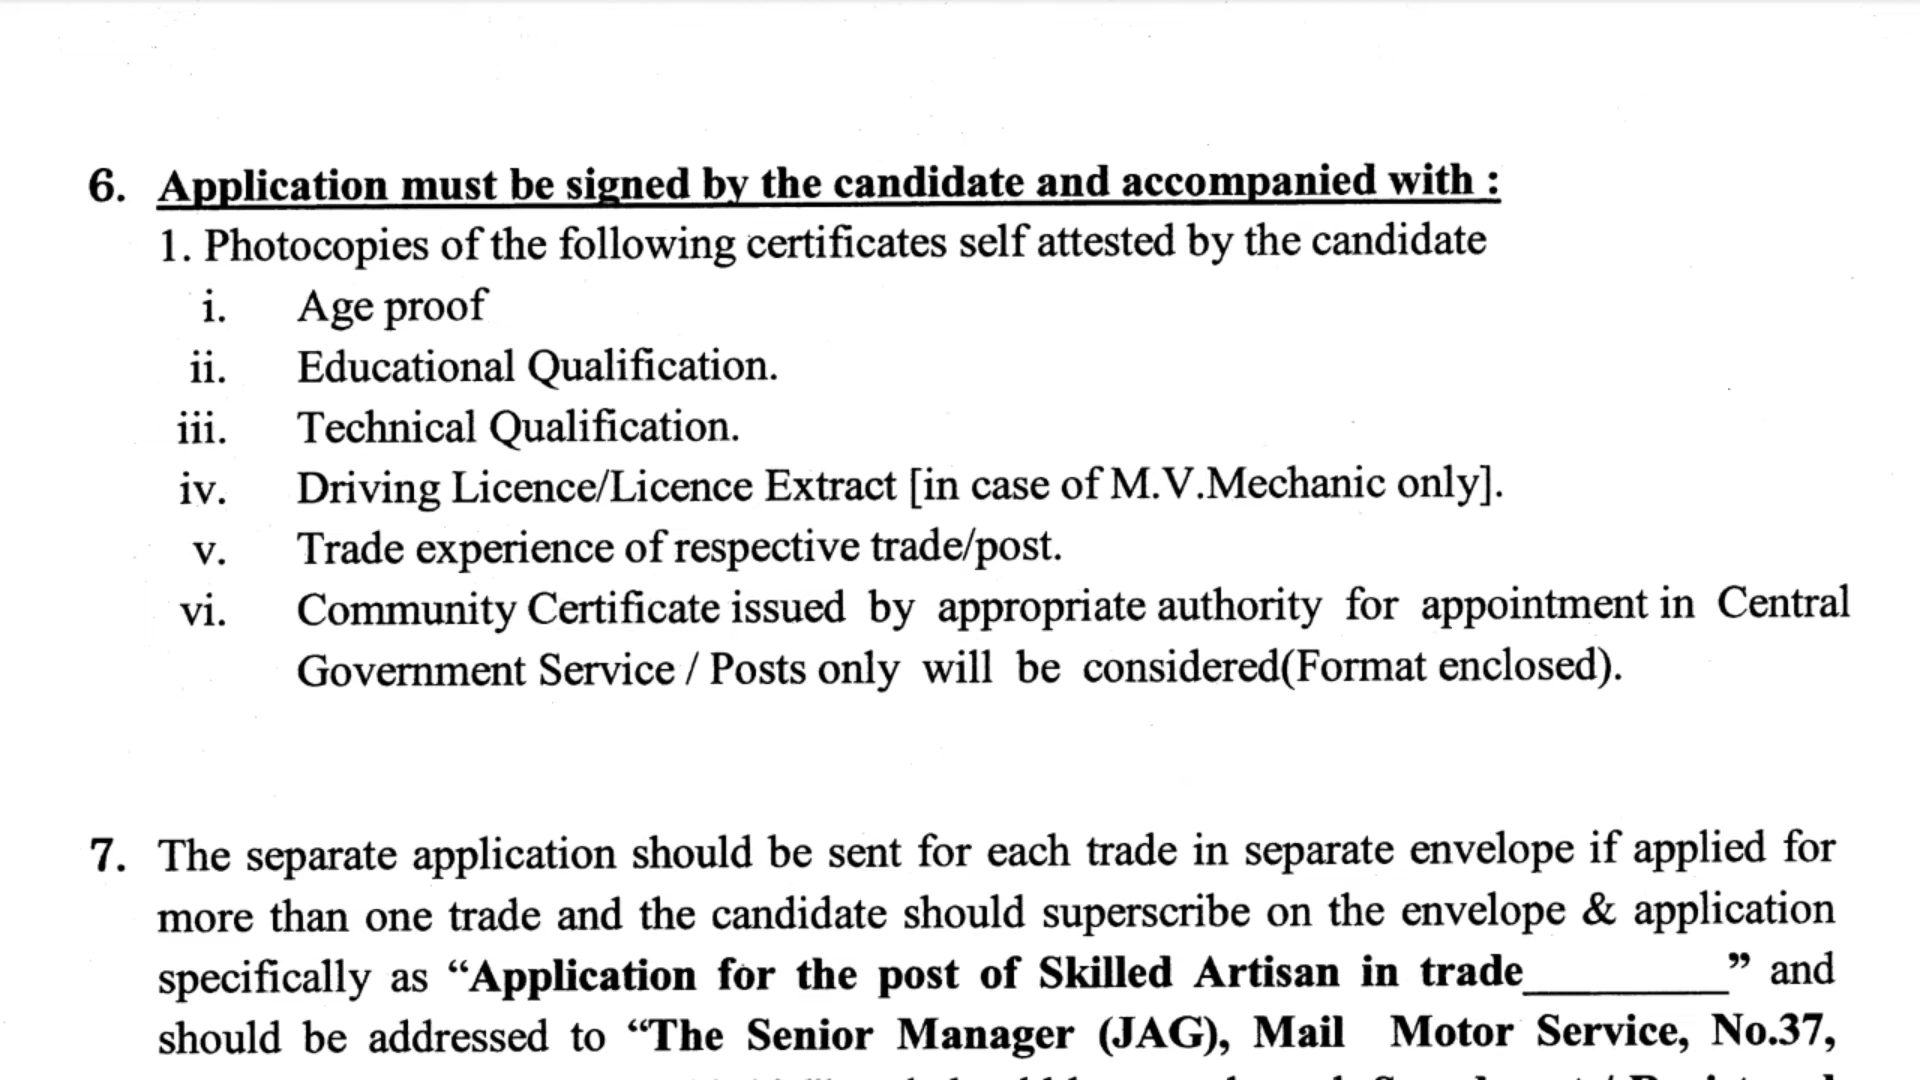 6. Application must be signed by the candidate and accompanied with :
1. Photocopies of the following certificates self attested by the candidate
i. Age proof
ii. Educational Qualification.
iii. Technical Qualification.
iv. Driving Licence/Licence Extract [in case of M.V.Mechanic only].
v. Trade experience of respective trade/post.
vi. Community Certificate issued by appropriate authority for appointment in Central
Government Service / Posts only will be considered(Format enclosed).
7. The separate application should be sent for each trade in separate envelope if applied for
more than one trade and the candidate should superscribe on the envelope & application
specifically as “Application for the post of Skilled Artisan in trade_________” and
should be addressed to “The Senior Manager (JAG), Mail Motor Service, No.37,